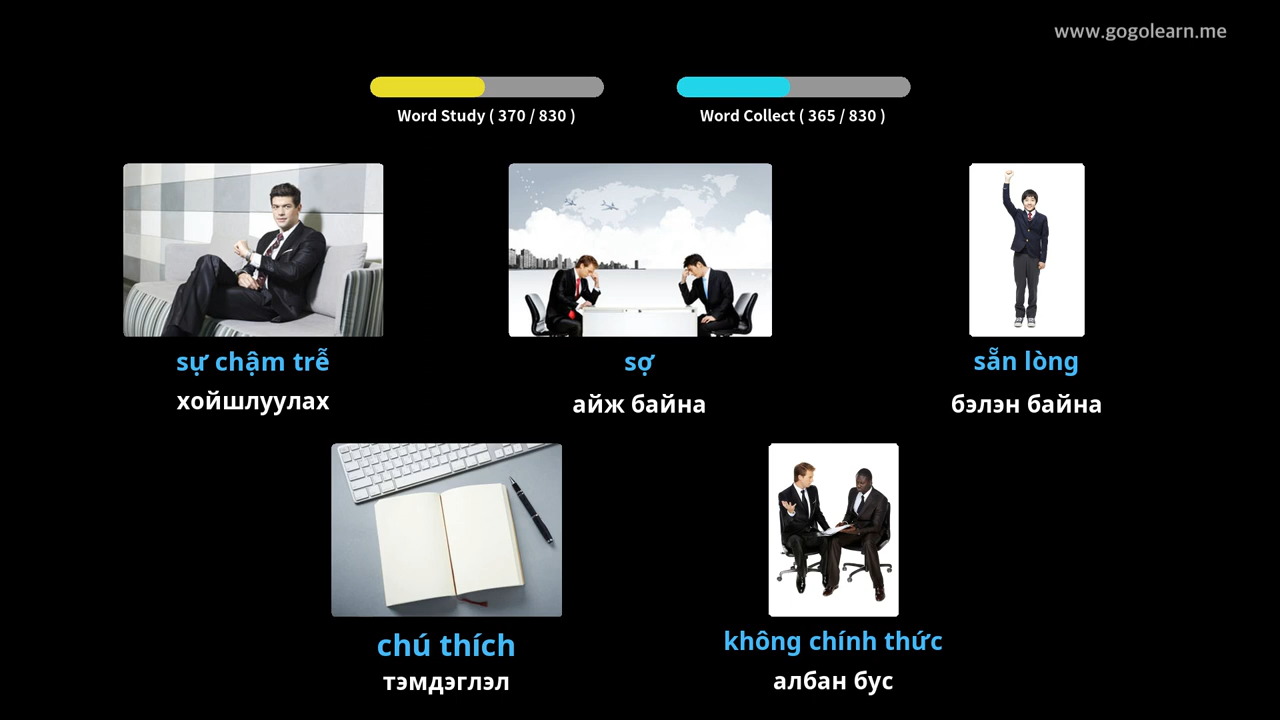 www.gogolearn.me
Word Study ( 370 / 830 )
Word Collect ( 365 / 830 )
sự chậm trễ
хойшлуулах
sợ
айж байна
sẵn lòng
бэлэн байна
chú thích
тэмдэглэл
không chính thức
албан бус